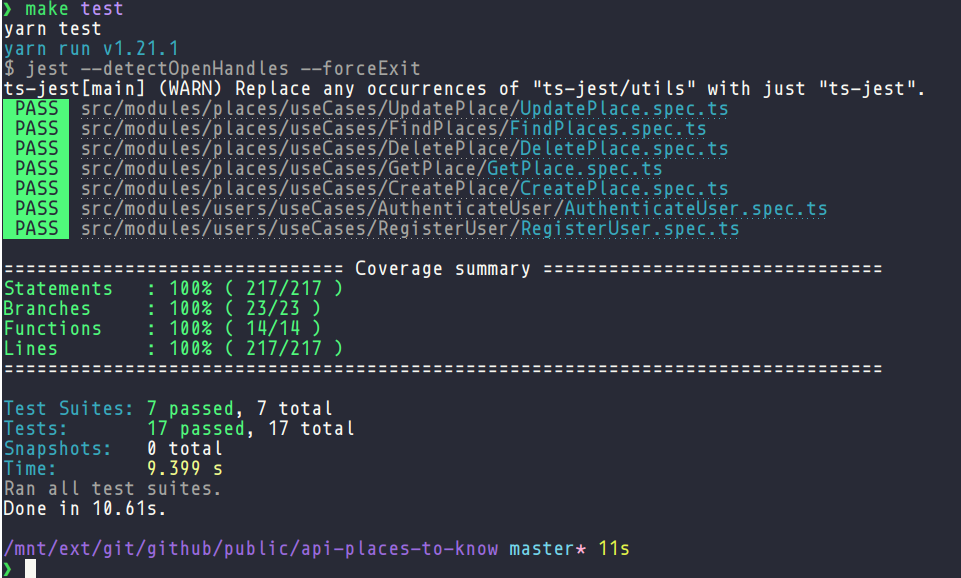 ❯ make test
yarn test
yarn run v1.21.1
$ jest --detectOpenHandles --forceExit
ts-jest[main] (WARN) Replace any occurrences of "ts-jest/utils" with just "ts-jest".
PASS src/modules/places/useCases/UpdatePlace/UpdatePlace.spec.ts
PASS src/modules/places/useCases/FindPlaces/FindPlaces.spec.ts
PASS src/modules/places/useCases/DeletePlace/DeletePlace.spec.ts
PASS src/modules/places/useCases/GetPlace/GetPlace.spec.ts
PASS src/modules/places/useCases/CreatePlace/CreatePlace.spec.ts
PASS src/modules/users/useCases/AuthenticateUser/AuthenticateUser.spec.ts
PASS src/modules/users/useCases/RegisterUser/RegisterUser.spec.ts
=============================== Coverage summary ===============================
Statements   : 100% ( 217/217 )
Branches     : 100% ( 23/23 )
Functions    : 100% ( 14/14 )
Lines        : 100% ( 217/217 )
================================================================================
Test Suites: 7 passed, 7 total
Tests:       17 passed, 17 total
Snapshots:   0 total
Time:        9.399 s
Ran all test suites.
Done in 10.61s.
/mnt/ext/git/github/public/api-places-to-know master* 11s
❯